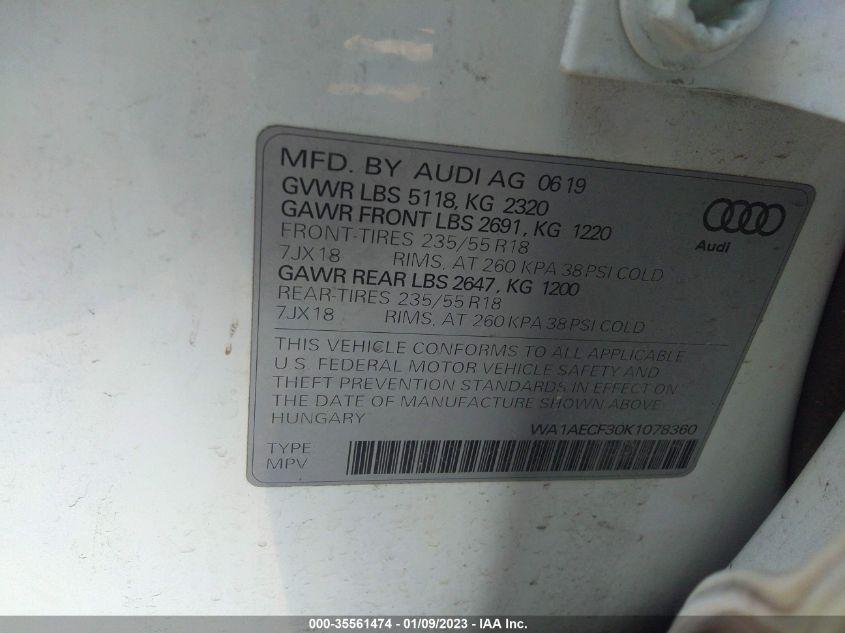 MFD. BY AUDI AG 0619
GVWR LBS 5118, KG 2320
GAWR FRONT LBS 2691, KG 1220
FRONT-TIRES 235/55 R18
7JX18 RIMS, AT 260 KPA 38 PSI COLD
GAWR REAR LBS 2647, KG 1200
REAR-TIRES 235/55 R18
7JX18 RIMS, AT 260 KPA 38 PSI COLD
Audi
THIS VEHICLE CONFORMS TO ALL APPLICABLE
U.S. FEDERAL MOTOR VEHICLE SAFETY AND
THEFT PREVENTION STANDARDS IN EFFECT ON
THE DATE OF MANUFACTURE SHOWN ABOVE
HUNGARY
WA1AECF30K1078360
TYPE
MPV
000-35561474 — 01/09/2023 — IAA Inc.